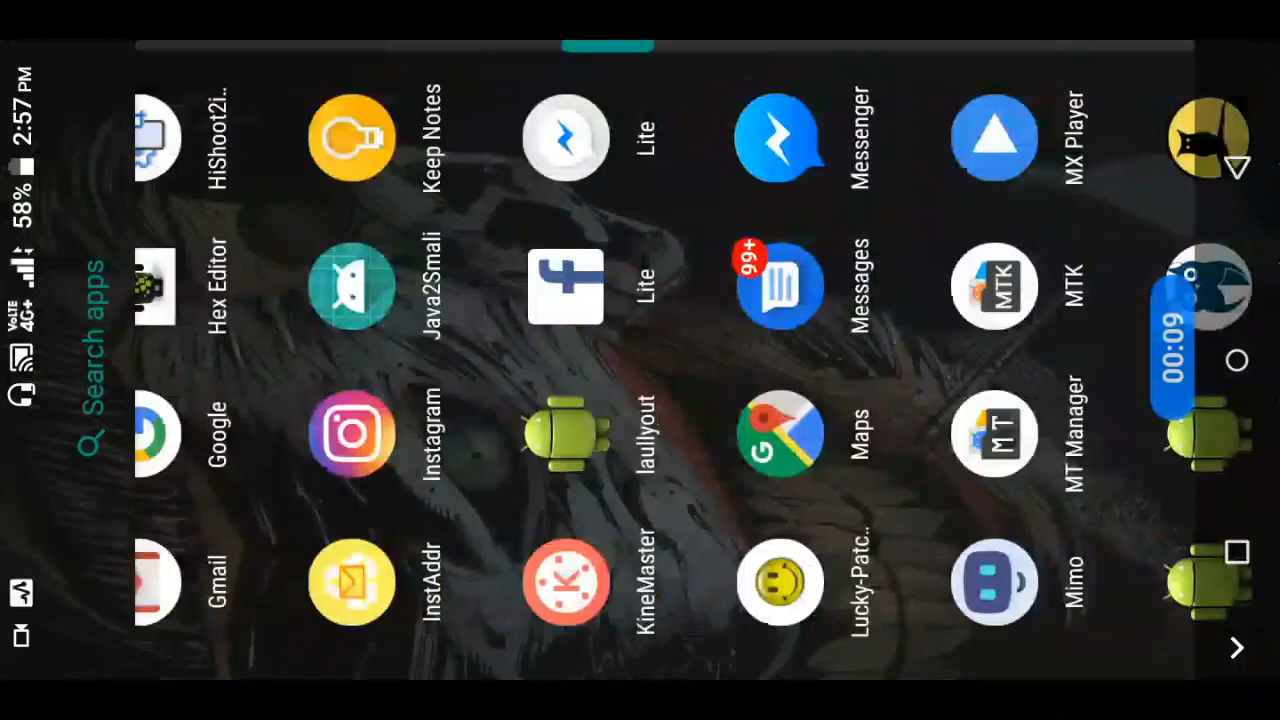 VoLTE
4G+
58%
2:57 PM
Search apps
Gmail
Google
Hex Editor
HiShoot2i..
InstAddr
Instagram
Java2Smali
Keep Notes
K
KineMaster
laullyout
f
Lite
Lite
Lucky-Patc..
G
Maps
99+
Messages
Messenger
Mimo
M T
MT Manager
MTK
MTK
MX Player
00:09